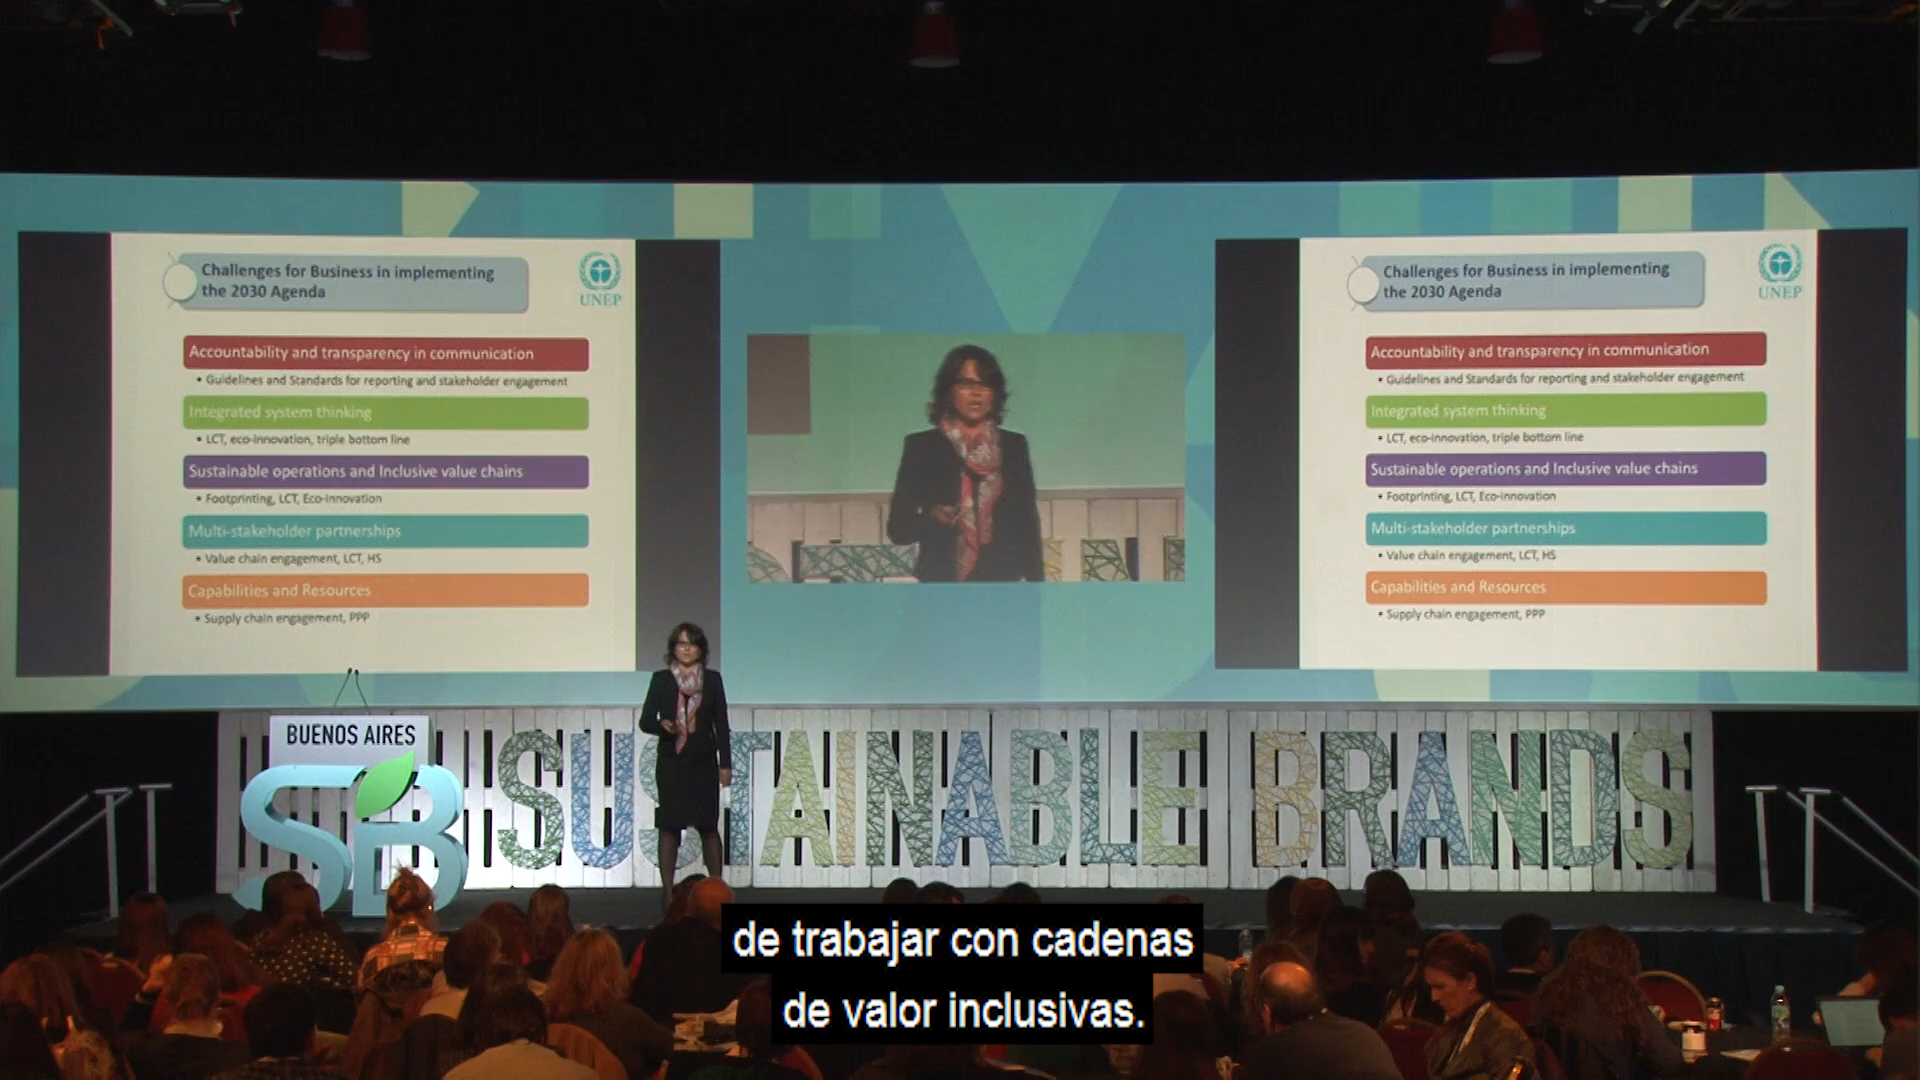 Challenges for Business in implementing
the 2030 Agenda
UNEP
Accountability and transparency in communication
• Guidelines and Standards for reporting and stakeholder engagement
Integrated system thinking
• LCT, eco-innovation, triple bottom line
Sustainable operations and Inclusive value chains
• Footprinting, LCT, Eco-innovation
Multi-stakeholder partnerships
• Value chain engagement, LCT, HS
Capabilities and Resources
• Supply chain engagement, PPP
Challenges for Business in implementing
the 2030 Agenda
UNEP
Accountability and transparency in communication
• Guidelines and Standards for reporting and stakeholder engagement
Integrated system thinking
• LCT, eco-innovation, triple bottom line
Sustainable operations and Inclusive value chains
• Footprinting, LCT, Eco-innovation
Multi-stakeholder partnerships
• Value chain engagement, LCT, HS
Capabilities and Resources
• Supply chain engagement, PPP
BUENOS AIRES
SB
SUSTAINABLE BRANDS
de trabajar con cadenas
de valor inclusivas.